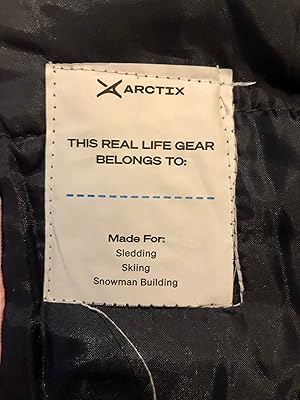 ARCTIX
THIS REAL LIFE GEAR
BELONGS TO:
Made For:
Sledding
Skiing
Snowman Building